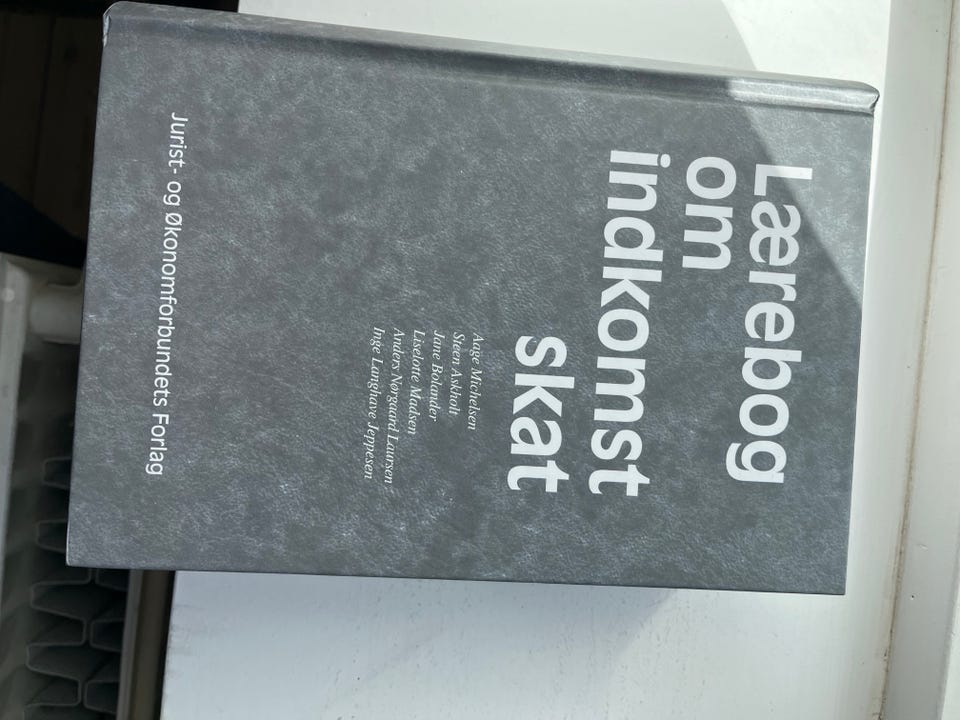 Lærebog
om
indkomst
skat
Aage Michelsen
Steen Askholt
Jane Bolander
Liselotte Madsen
Anders Nørgaard Laursen
Inge Langhave Jeppesen
Jurist- og Økonomforbundets Forlag